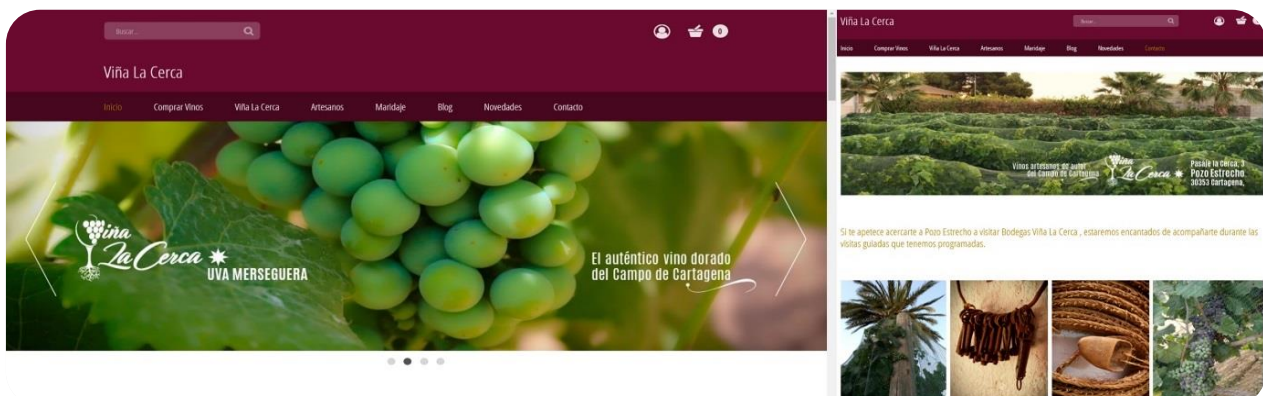 Buscar...
0
Viña La Cerca
Inicio Comprar Vinos Viña La Cerca Artesanos Maridaje Blog Novedades Contacto
Viña
La Cerca
UVA MERSEGUERA
El auténtico vino dorado
del Campo de Cartagena
Viña La Cerca
Buscar...
Inicio Comprar Vinos Viña La Cerca Artesanos Maridaje Blog Novedades Contacto
Vinos artesanos de autor
del Campo de Cartagena
Viña
La Cerca
Pasaje la Cerca, 3
Pozo Estrecho
30353 Cartagena,
Si te apetece acercarte a Pozo Estrecho a visitar Bodegas Viña La Cerca , estaremos encantados de acompañarte durante las
visitas guiadas que tenemos programadas.